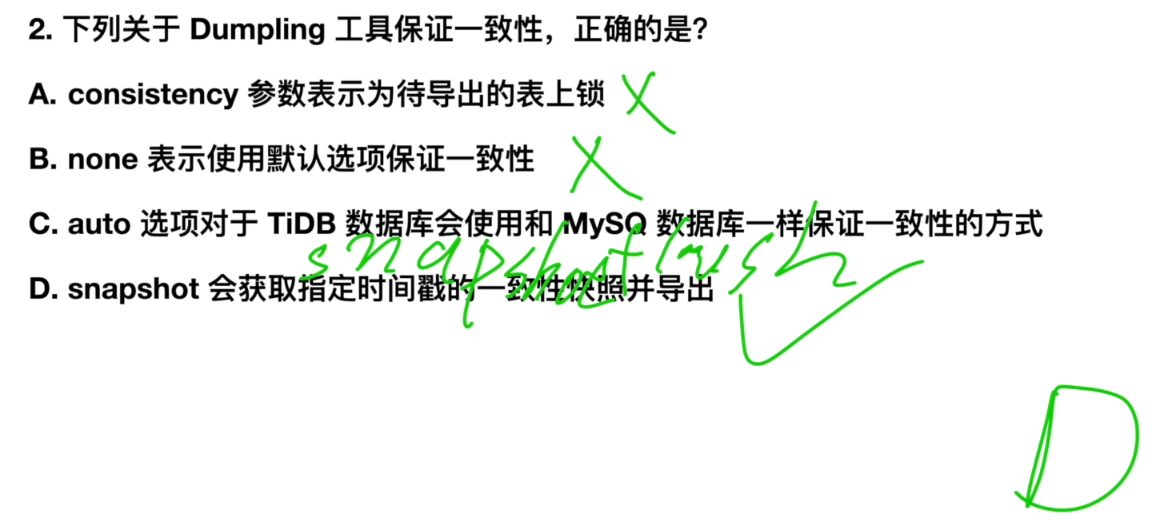 2. 下列关于 Dumpling 工具保证一致性，正确的是？
A. consistency 参数表示为待导出的表上锁 X
B. none 表示使用默认选项保证一致性 X
C. auto 选项对于 TiDB 数据库会使用和 MySQ 数据库一样保证一致性的方式
snapshot flush
D. snapshot 会获取指定时间戳的一致性快照并导出
D